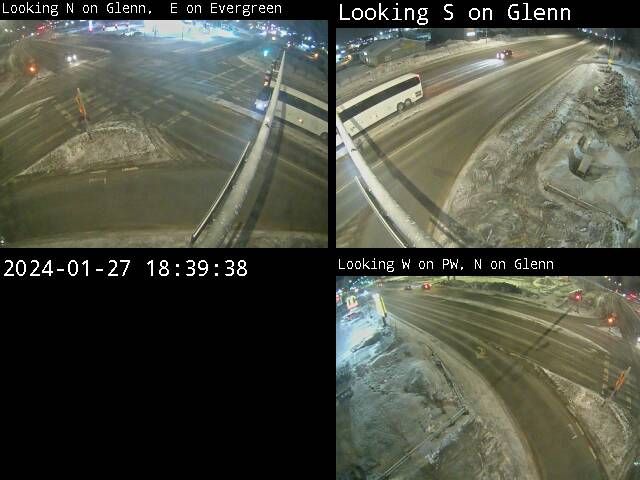 Looking N on Glenn, E on Evergreen
Looking S on Glenn
2024-01-27 18:39:38
Looking W on PW, N on Glenn